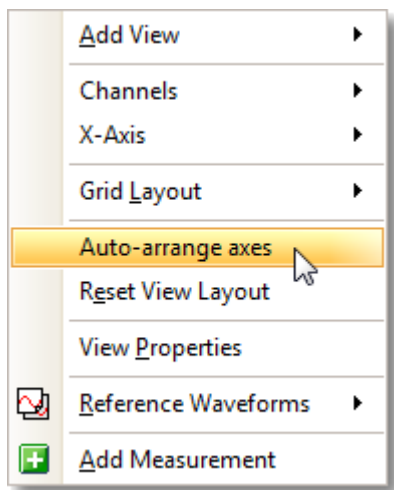 Add View
Channels
X-Axis
Grid Layout
Auto-arrange axes
Reset View Layout
View Properties
Reference Waveforms
Add Measurement